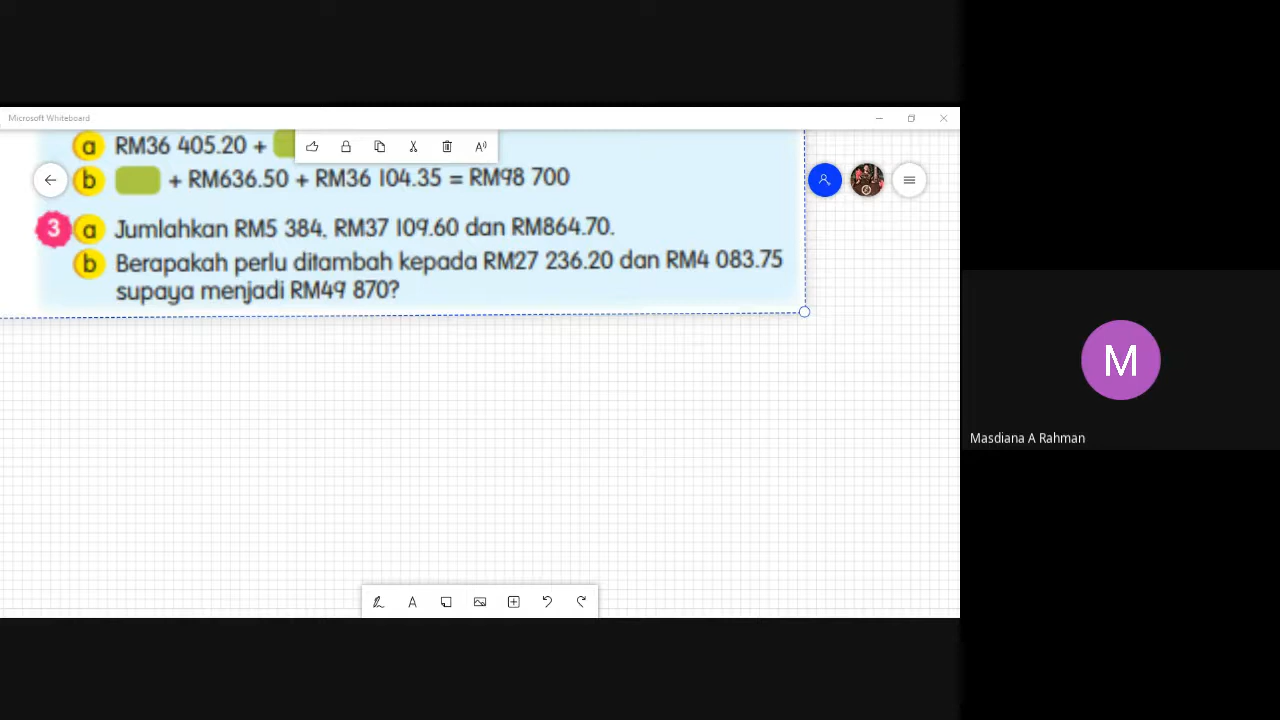 Microsoft Whiteboard
a RM36 405.20 +
b + RM636.50 + RM36 104.35 = RM98 700
3 a Jumlahkan RM5 384, RM37 109.60 dan RM864.70.
b Berapakah perlu ditambah kepada RM27 236.20 dan RM4 083.75
supaya menjadi RM49 870?
M
Masdiana A Rahman